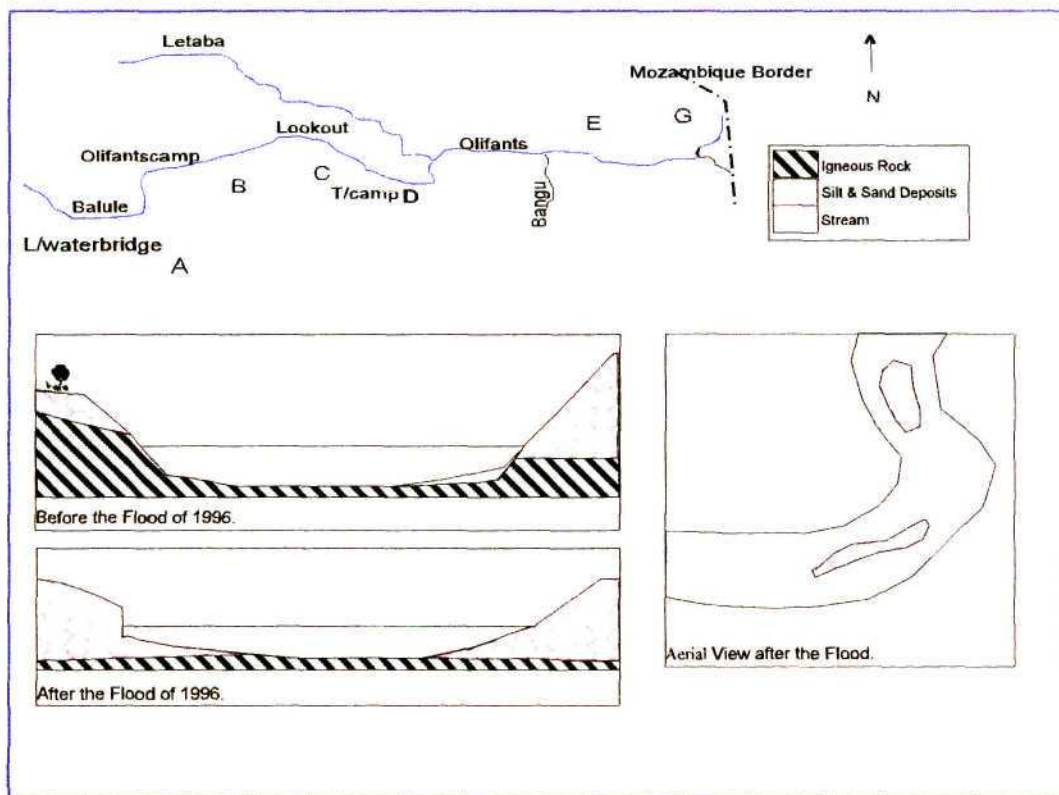 Letaba
Mozambique Border
N
Lookout
E
G
Olifants
Olifantscamp
B
C
T/camp D
Bangu
Balule
L/waterbridge
A
Igneous Rock
Silt & Sand Deposits
Stream
Before the Flood of 1996.
After the Flood of 1996.
Aerial View after the Flood.